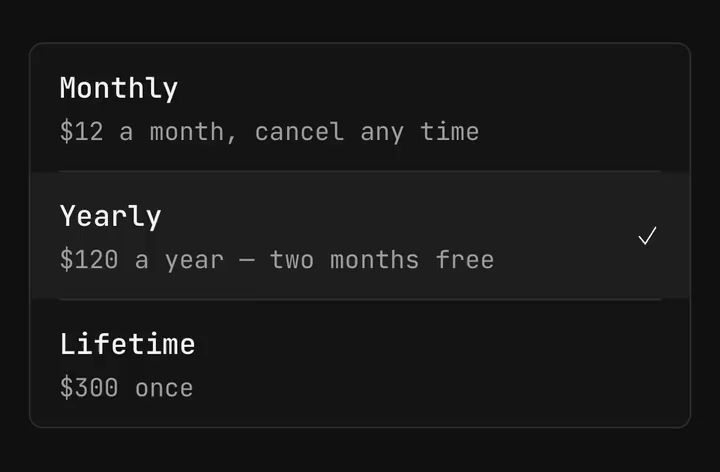 Monthly
$12 a month, cancel any time
Yearly
$120 a year — two months free
Lifetime
$300 once